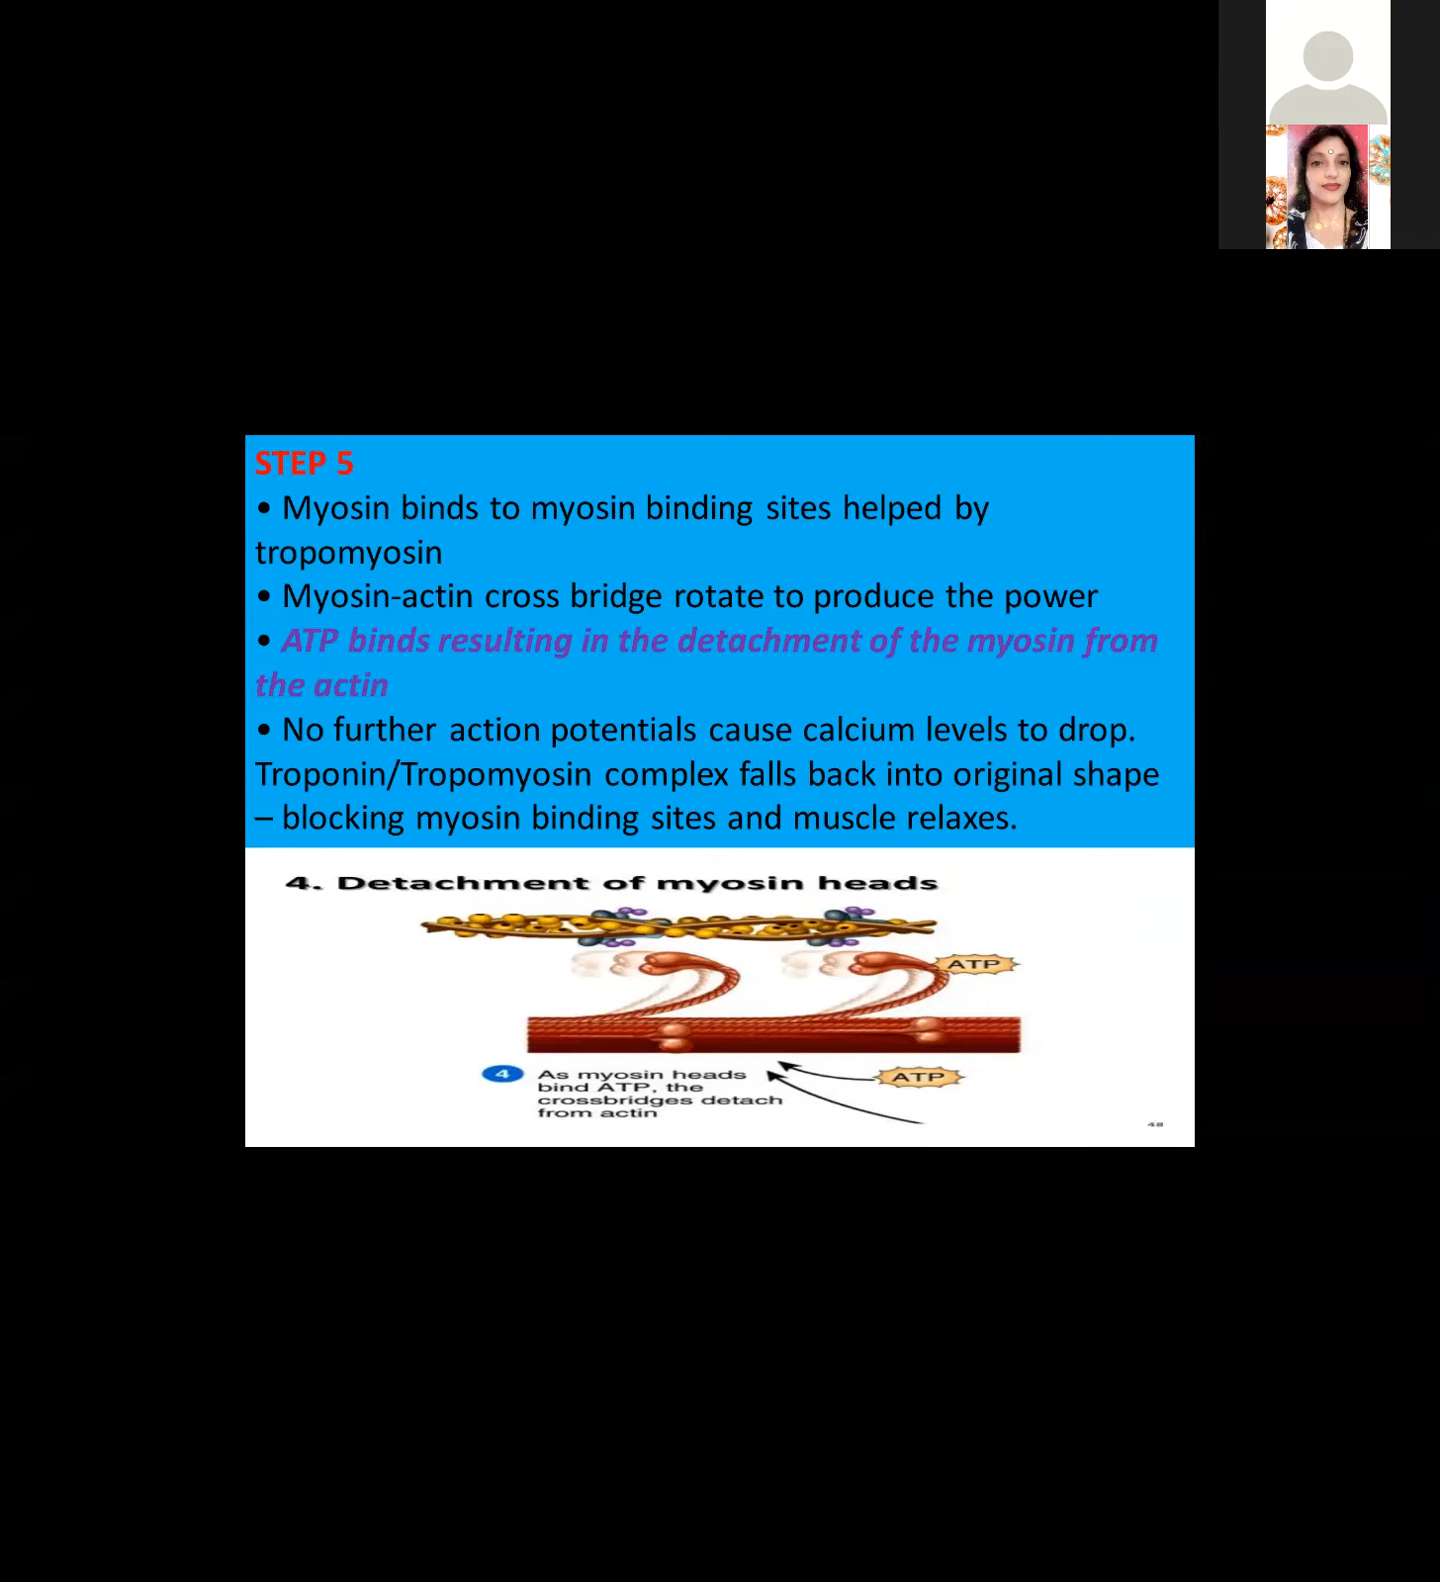 STEP 5
• Myosin binds to myosin binding sites helped by
tropomyosin
• Myosin-actin cross bridge rotate to produce the power
• ATP binds resulting in the detachment of the myosin from
the actin
• No further action potentials cause calcium levels to drop.
Troponin/Tropomyosin complex falls back into original shape
– blocking myosin binding sites and muscle relaxes.
4. Detachment of myosin heads
ATP
4 As myosin heads
bind ATP, the
crossbridges detach
from actin
ATP
48